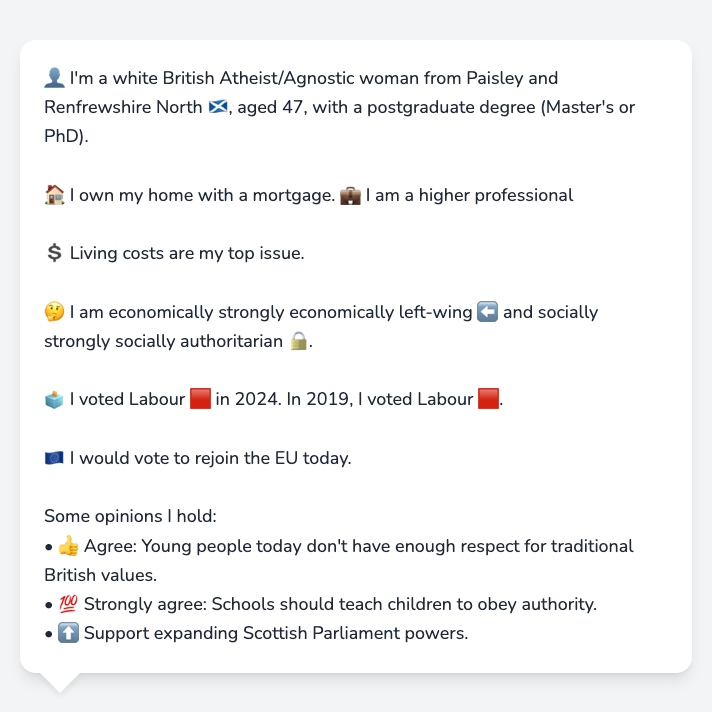 👤 I'm a white British Atheist/Agnostic woman from Paisley and
Renfrewshire North 🏴󠁧󠁢󠁳󠁣󠁴󠁿, aged 47, with a postgraduate degree (Master's or
PhD).
🏠 I own my home with a mortgage. 💼 I am a higher professional
💲 Living costs are my top issue.
🤔 I am economically strongly economically left-wing ⬅️ and socially
strongly socially authoritarian 🔒.
🗳️ I voted Labour 🟥 in 2024. In 2019, I voted Labour 🟥.
🇪🇺 I would vote to rejoin the EU today.
Some opinions I hold:
• 👍 Agree: Young people today don't have enough respect for traditional
British values.
• 💯 Strongly agree: Schools should teach children to obey authority.
• ⬆️ Support expanding Scottish Parliament powers.